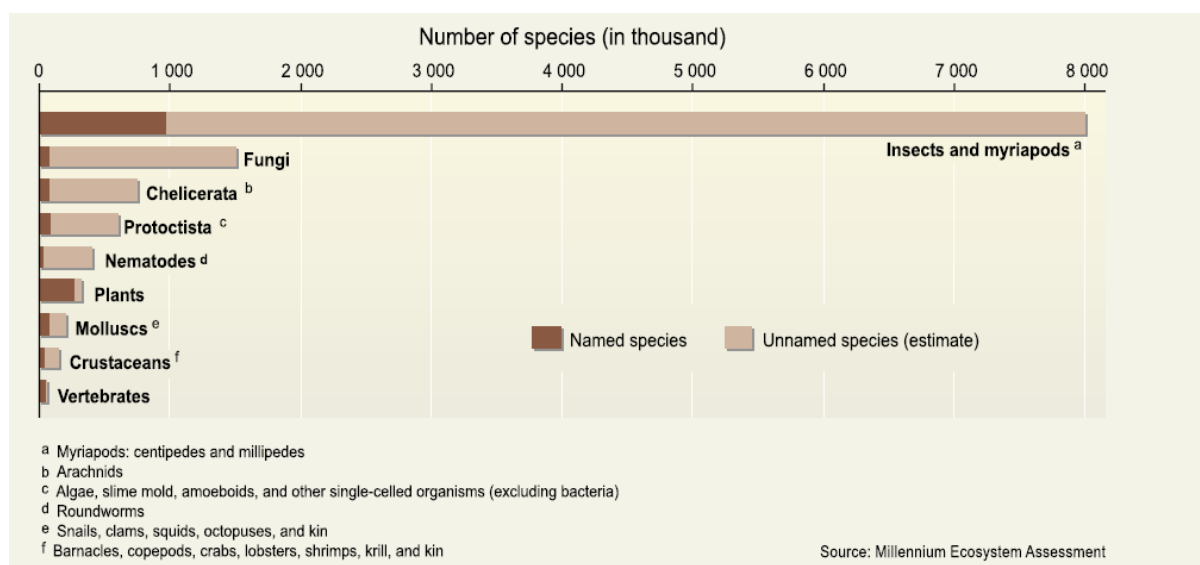 Number of species (in thousand)
0 1 000 2 000 3 000 4 000 5 000 6 000 7 000 8 000
Insects and myriapods a
Fungi
Chelicerata b
Protoctista c
Nematodes d
Plants
Molluscs e
Named species Unnamed species (estimate)
Crustaceans f
Vertebrates
a Myriapods: centipedes and millipedes
b Arachnids
c Algae, slime mold, amoeboids, and other single-celled organisms (excluding bacteria)
d Roundworms
e Snails, clams, squids, octopuses, and kin
f Barnacles, copepods, crabs, lobsters, shrimps, krill, and kin
Source: Millennium Ecosystem Assessment